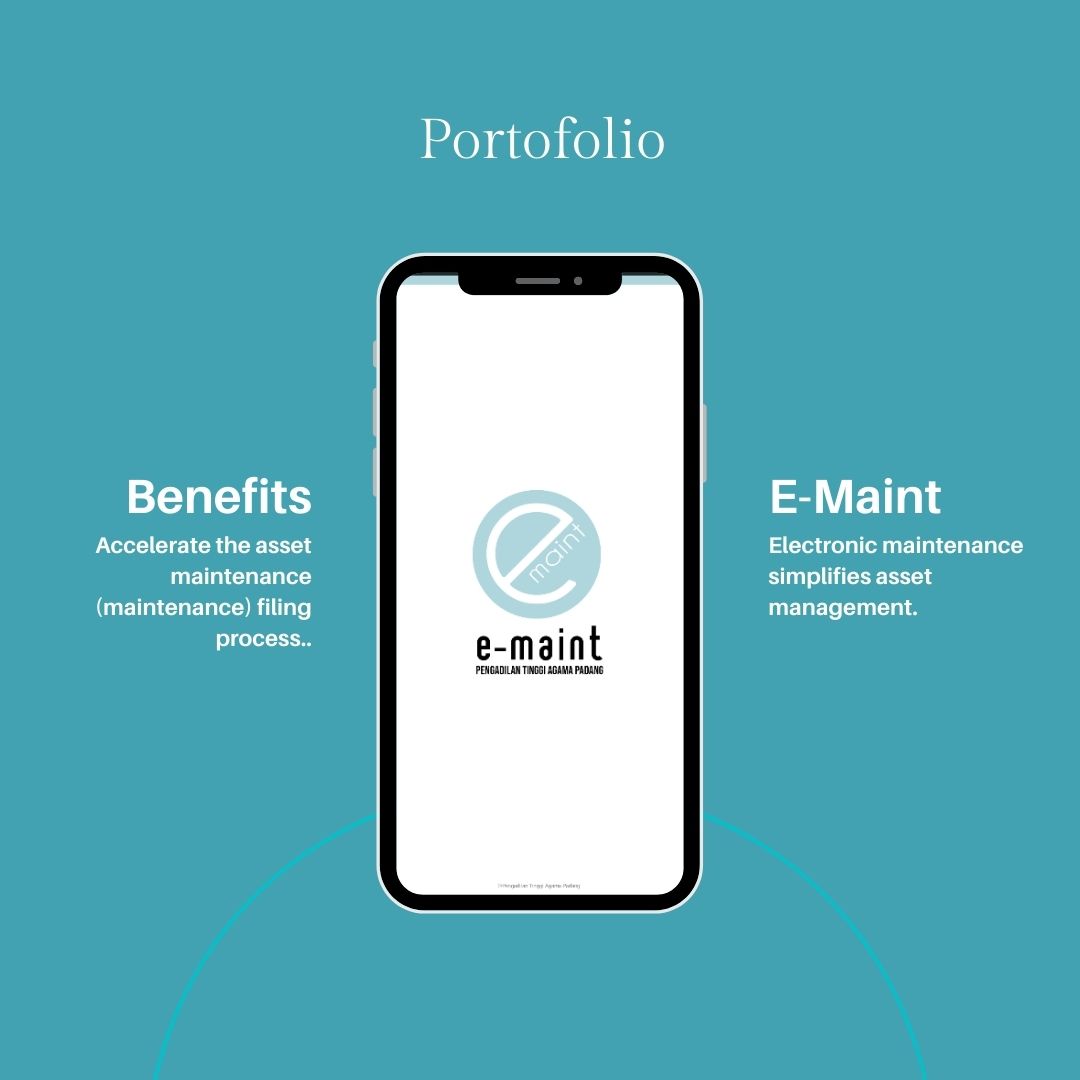 Portofolio
Benefits
Accelerate the asset
maintenance
(maintenance) filing
process..
maint
e-maint
PENGADILAN TINGGI AGAMA PADANG
E-Maint
Electronic maintenance
simplifies asset
management.
Pengadilan Tinggi Agama Padang